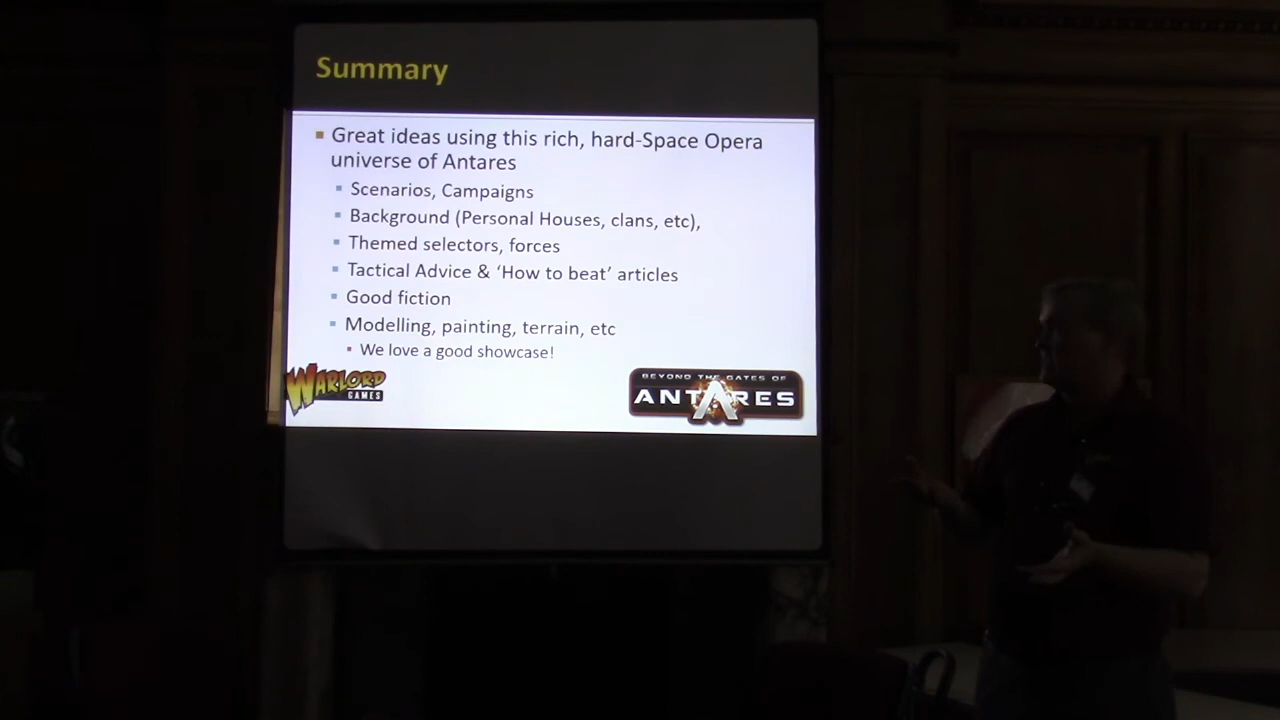 Summary
Great ideas using this rich, hard-Space Opera
universe of Antares
Scenarios, Campaigns
Background (Personal Houses, clans, etc),
Themed selectors, forces
Tactical Advice & ‘How to beat’ articles
Good fiction
Modelling, painting, terrain, etc
We love a good showcase!
WARLORD
GAMES
BEYOND THE GATES OF
ANTARES